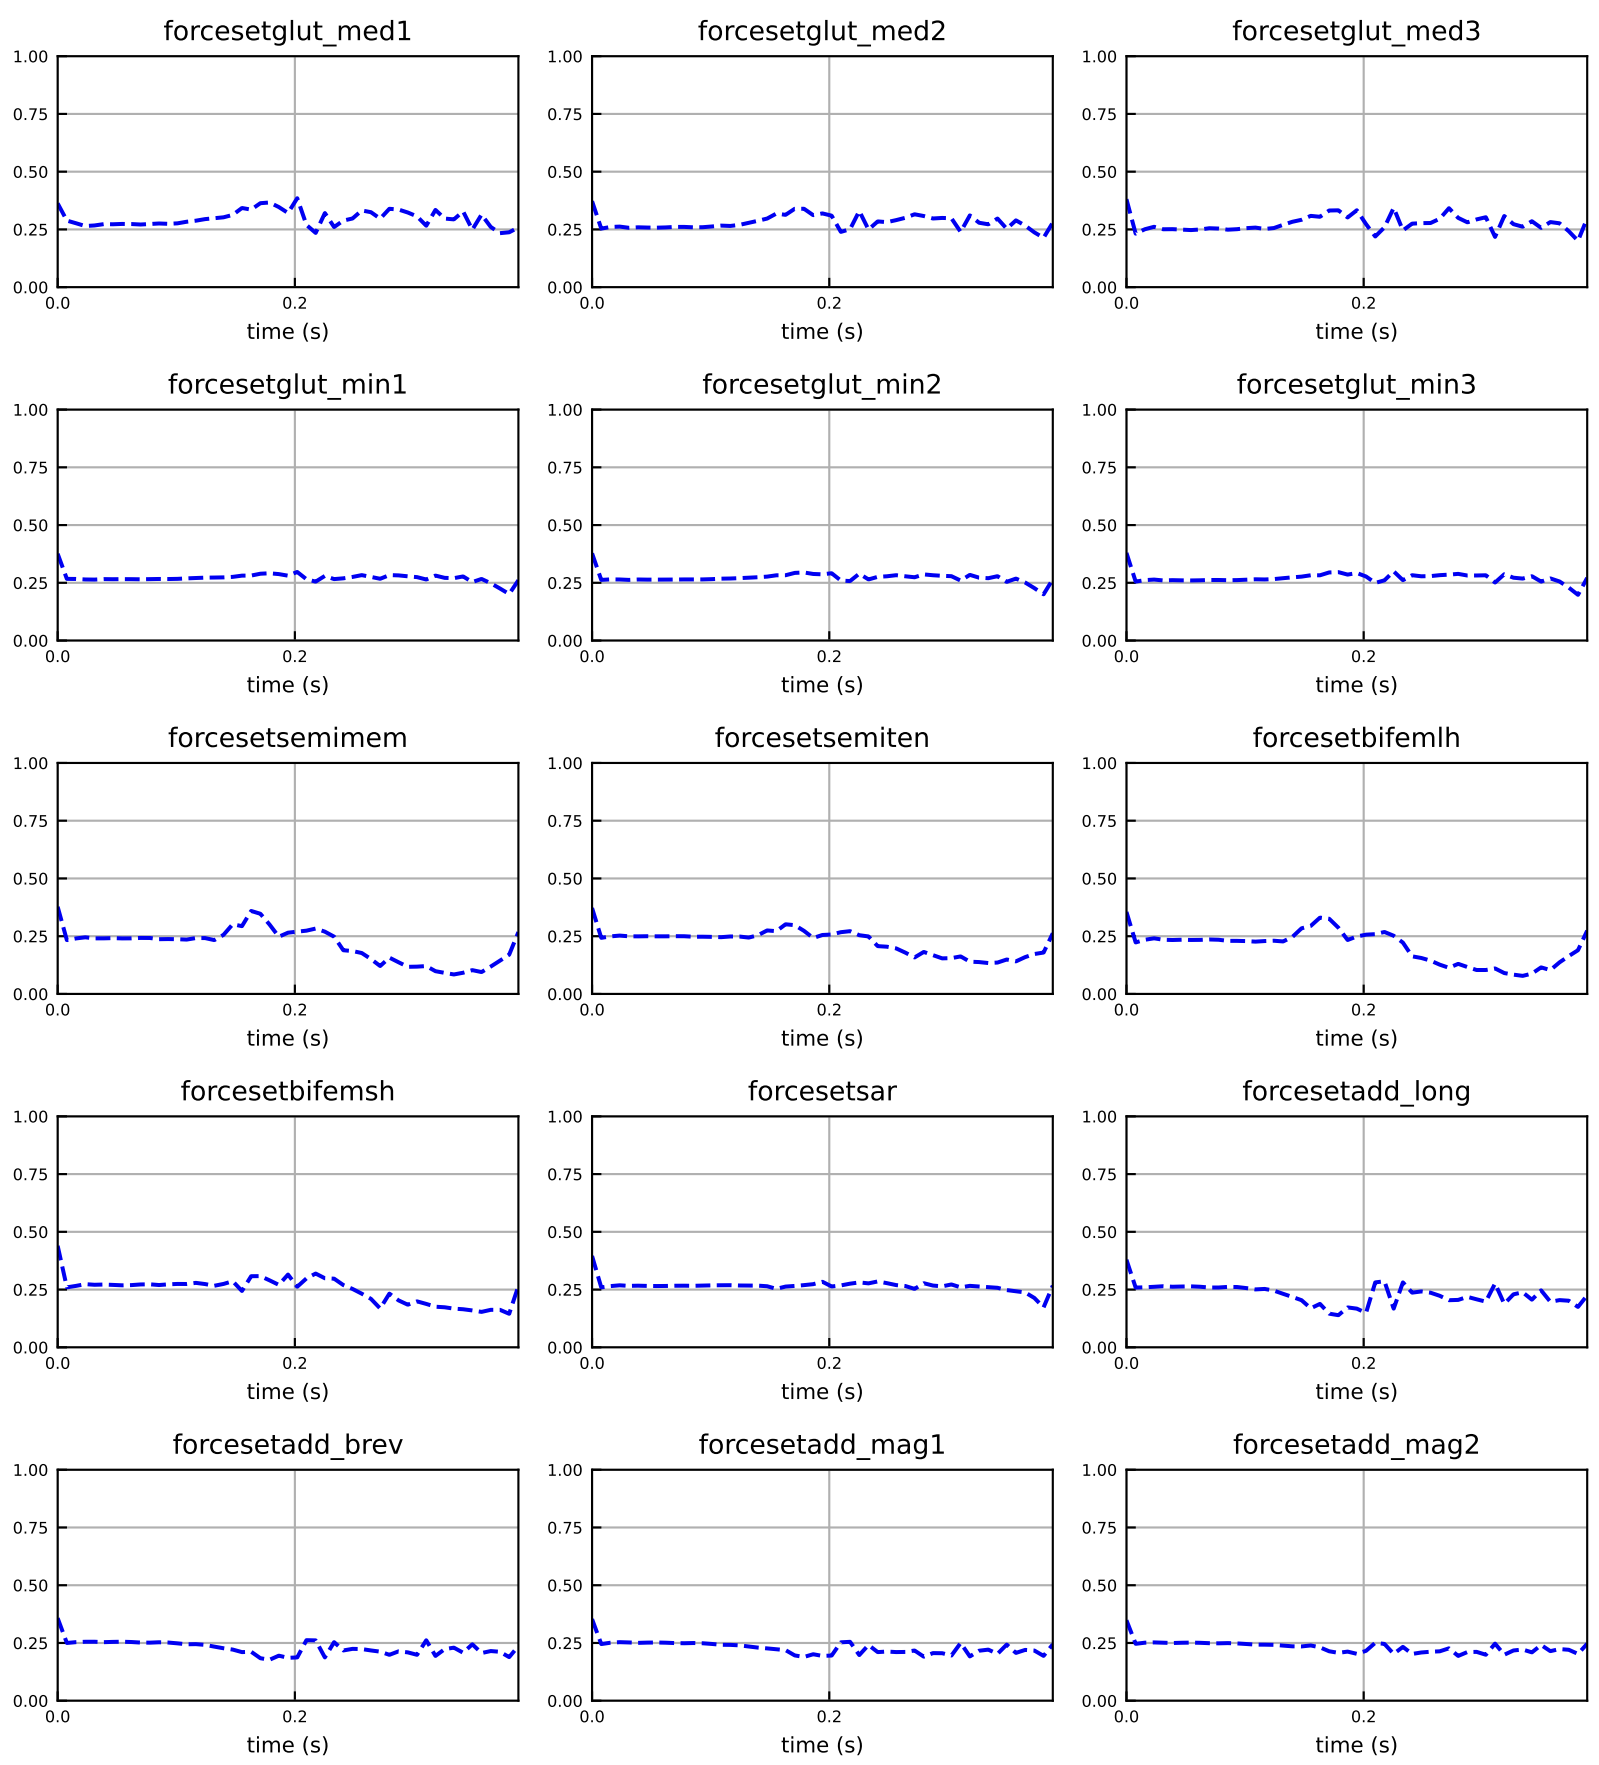 forcesetglut_med1 forcesetglut_med2 forcesetglut_med3
1.00 1.00 1.00
0.75 0.75 0.75
0.50 0.50 0.50
0.25 0.25 0.25
0.00 0.00 0.00
0.0 0.2 0.0 0.2 0.0 0.2
time (s) time (s) time (s)
forcesetglut_min1 forcesetglut_min2 forcesetglut_min3
1.00 1.00 1.00
0.75 0.75 0.75
0.50 0.50 0.50
0.25 0.25 0.25
0.00 0.00 0.00
0.0 0.2 0.0 0.2 0.0 0.2
time (s) time (s) time (s)
forcesetsemimem forcesetsemiten forcesetbifemlh
1.00 1.00 1.00
0.75 0.75 0.75
0.50 0.50 0.50
0.25 0.25 0.25
0.00 0.00 0.00
0.0 0.2 0.0 0.2 0.0 0.2
time (s) time (s) time (s)
forcesetbifemsh forcesetsar forcesetadd_long
1.00 1.00 1.00
0.75 0.75 0.75
0.50 0.50 0.50
0.25 0.25 0.25
0.00 0.00 0.00
0.0 0.2 0.0 0.2 0.0 0.2
time (s) time (s) time (s)
forcesetadd_brev forcesetadd_mag1 forcesetadd_mag2
1.00 1.00 1.00
0.75 0.75 0.75
0.50 0.50 0.50
0.25 0.25 0.25
0.00 0.00 0.00
0.0 0.2 0.0 0.2 0.0 0.2
time (s) time (s) time (s)